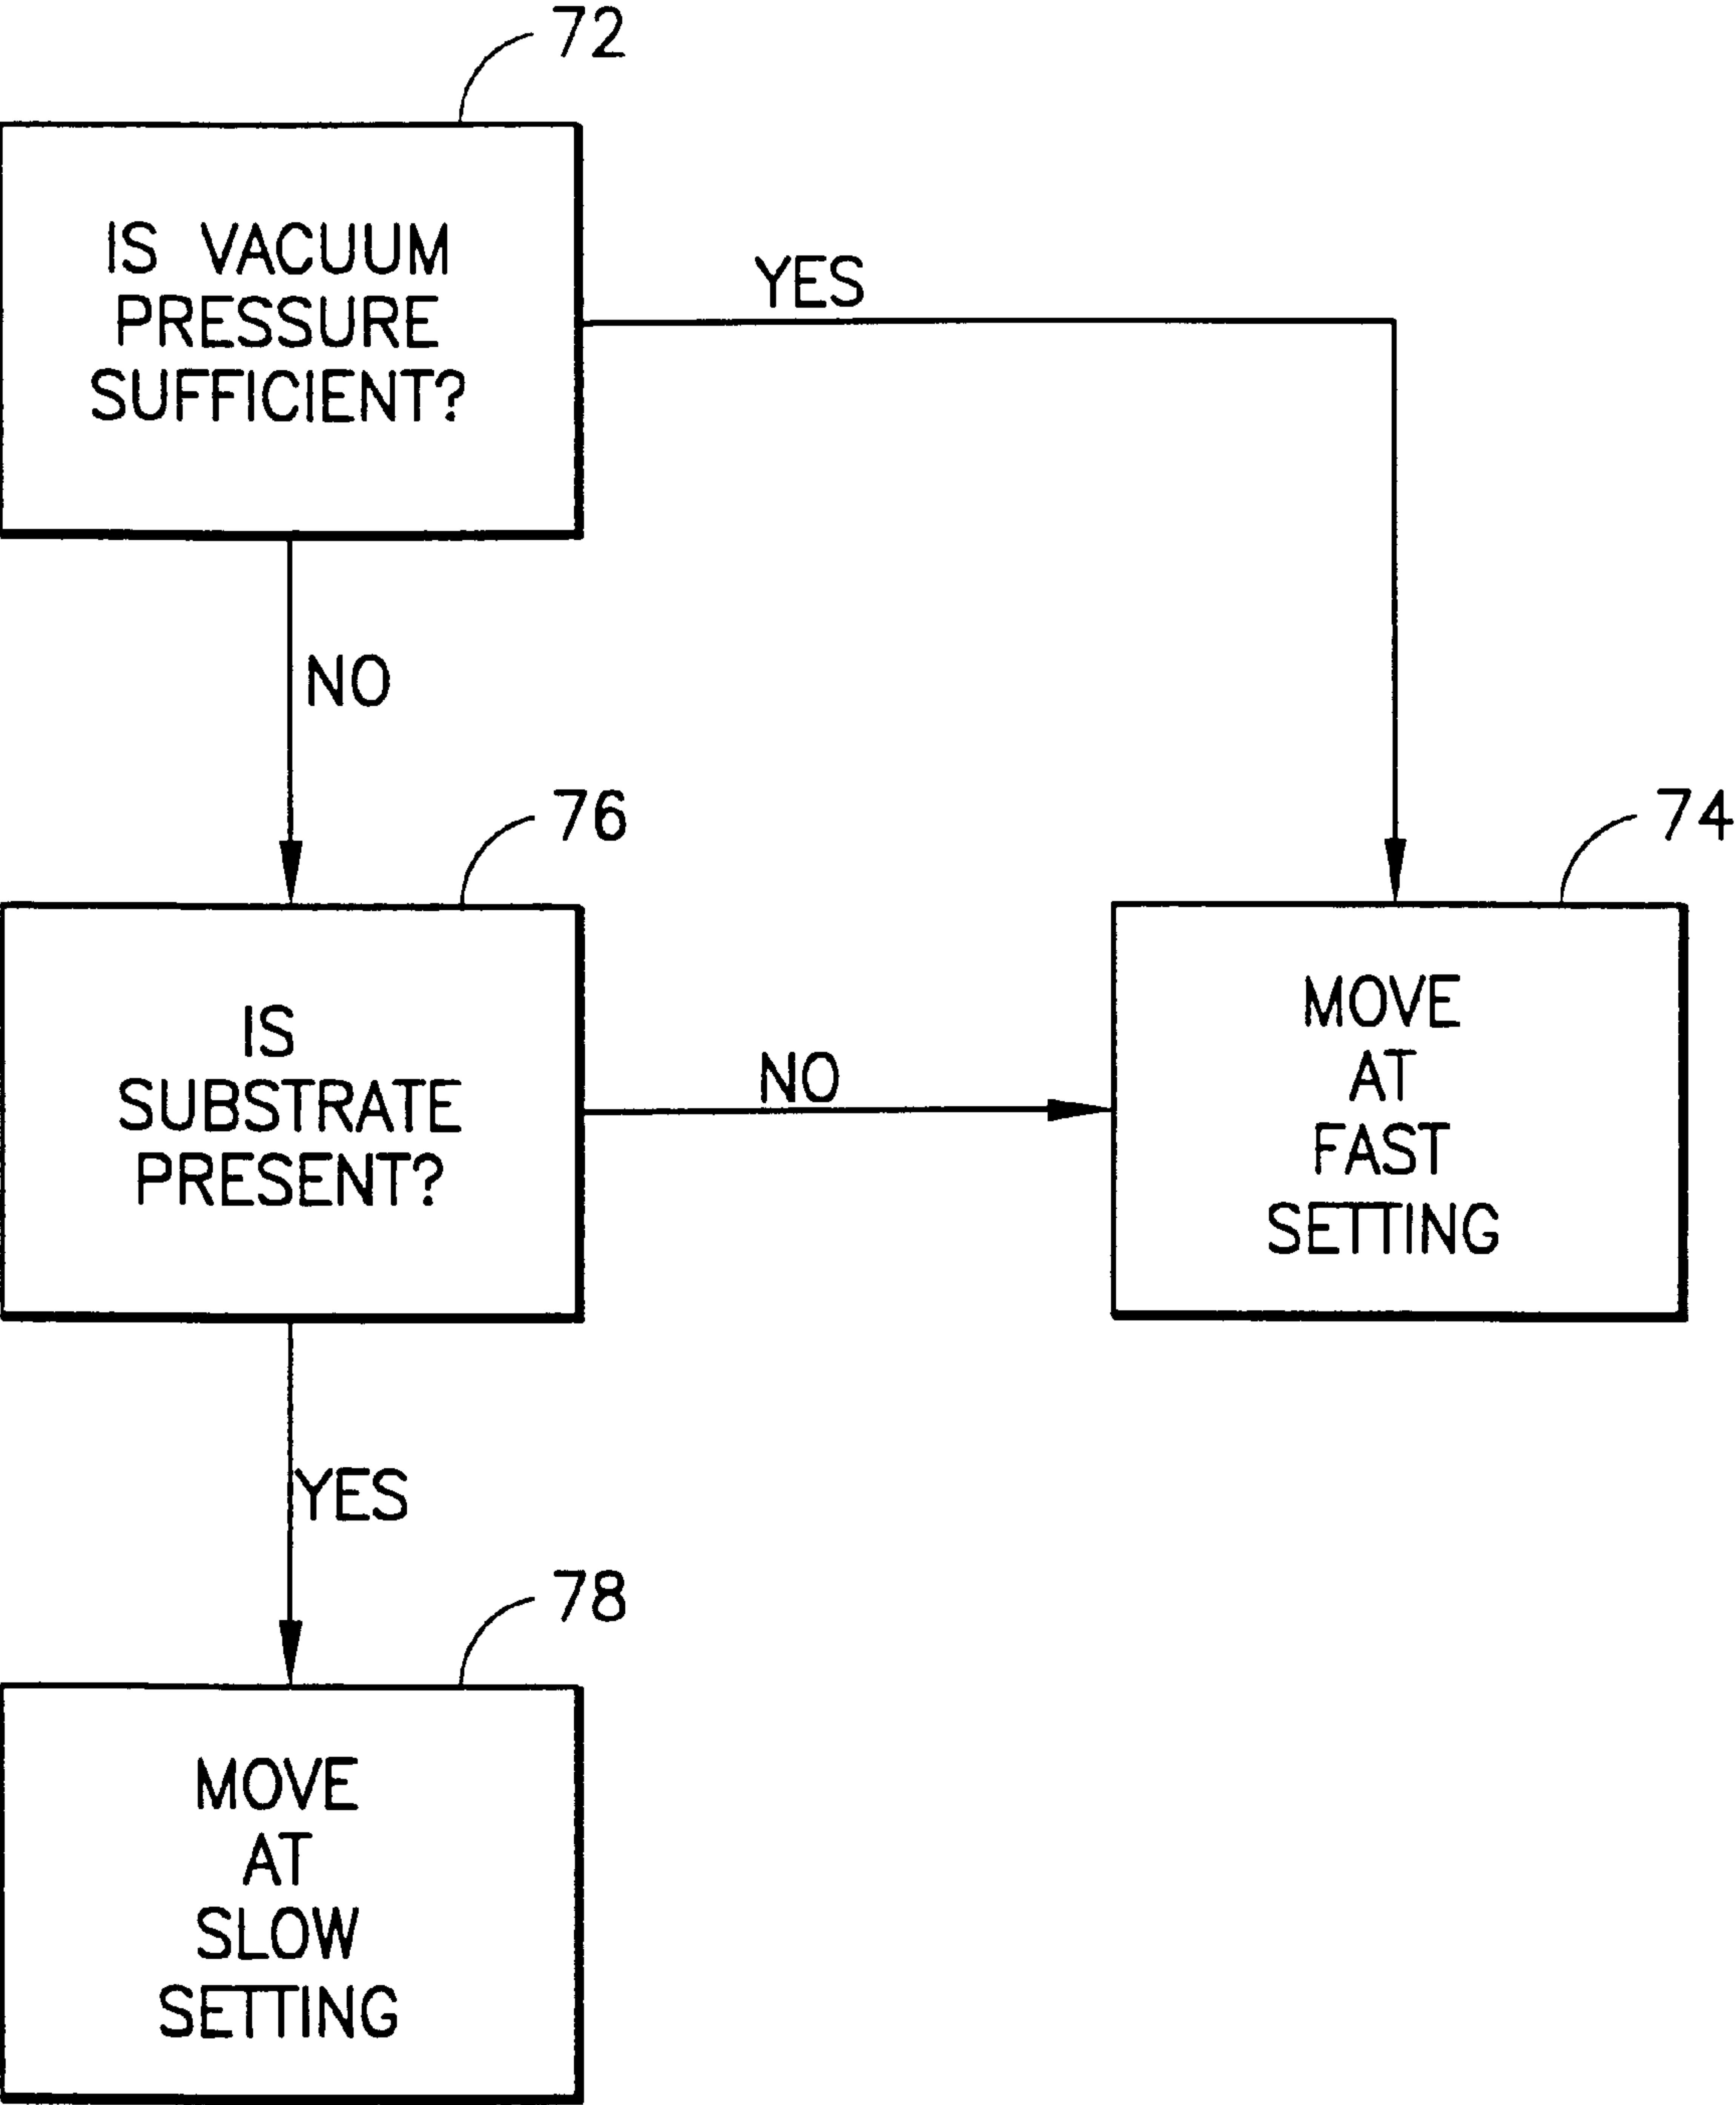 72
IS VACUUM
PRESSURE
SUFFICIENT?
YES
NO
76
74
IS
SUBSTRATE
PRESENT?
NO
MOVE
AT
FAST
SETTING
YES
78
MOVE
AT
SLOW
SETTING